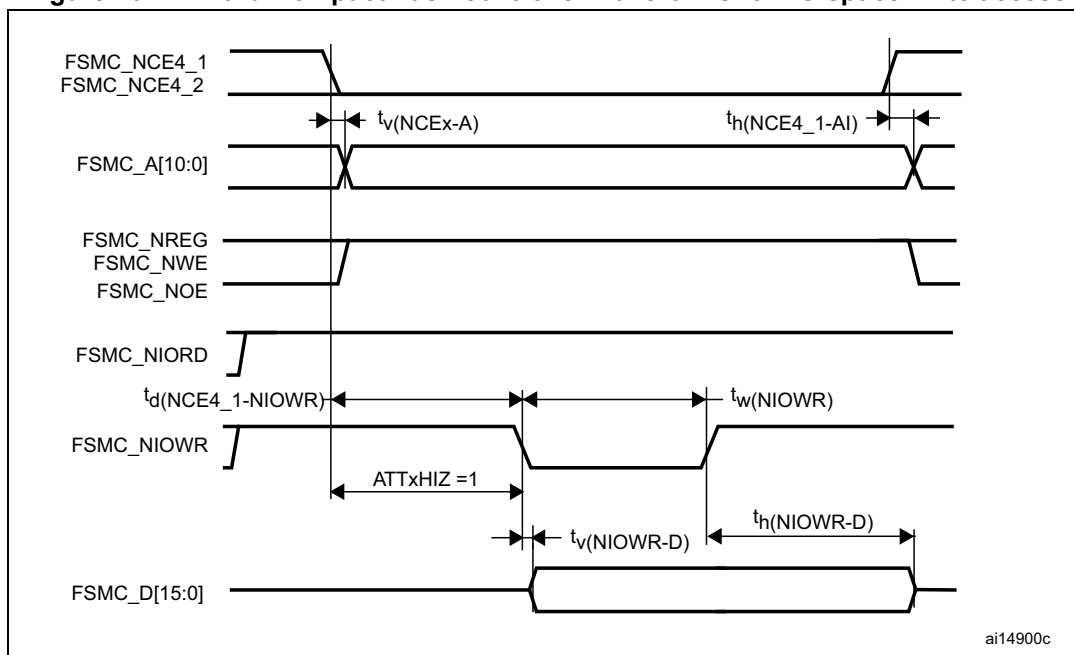 FSMC_NCE4_1
FSMC_NCE4_2
tv(NCEx-A)
th(NCE4_1-AI)
FSMC_A[10:0]
FSMC_NREG
FSMC_NWE
FSMC_NOE
FSMC_NIORD
td(NCE4_1-NIOWR)
tw(NIOWR)
FSMC_NIOWR
ATTxHIZ =1
th(NIOWR-D)
tv(NIOWR-D)
FSMC_D[15:0]
ai14900c